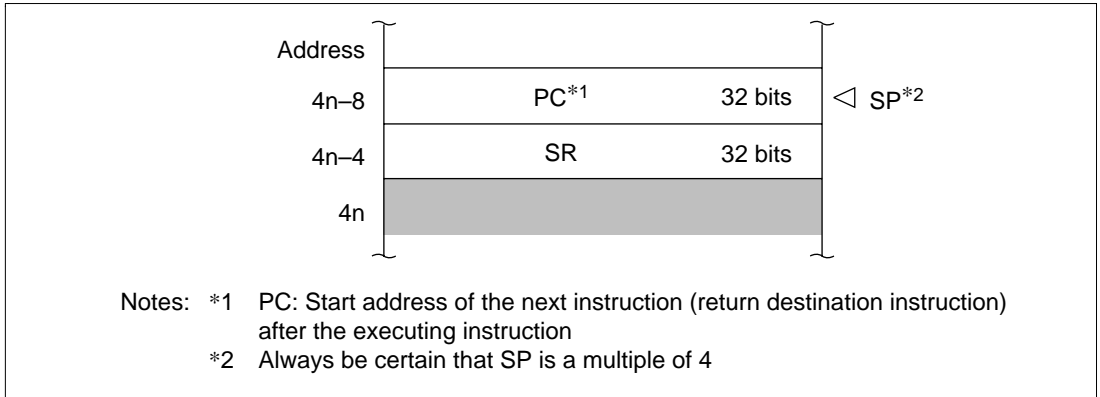 Address
4n–8 PC*1 32 bits SP*2
4n–4 SR 32 bits
4n
Notes: *1 PC: Start address of the next instruction (return destination instruction)
after the executing instruction
*2 Always be certain that SP is a multiple of 4